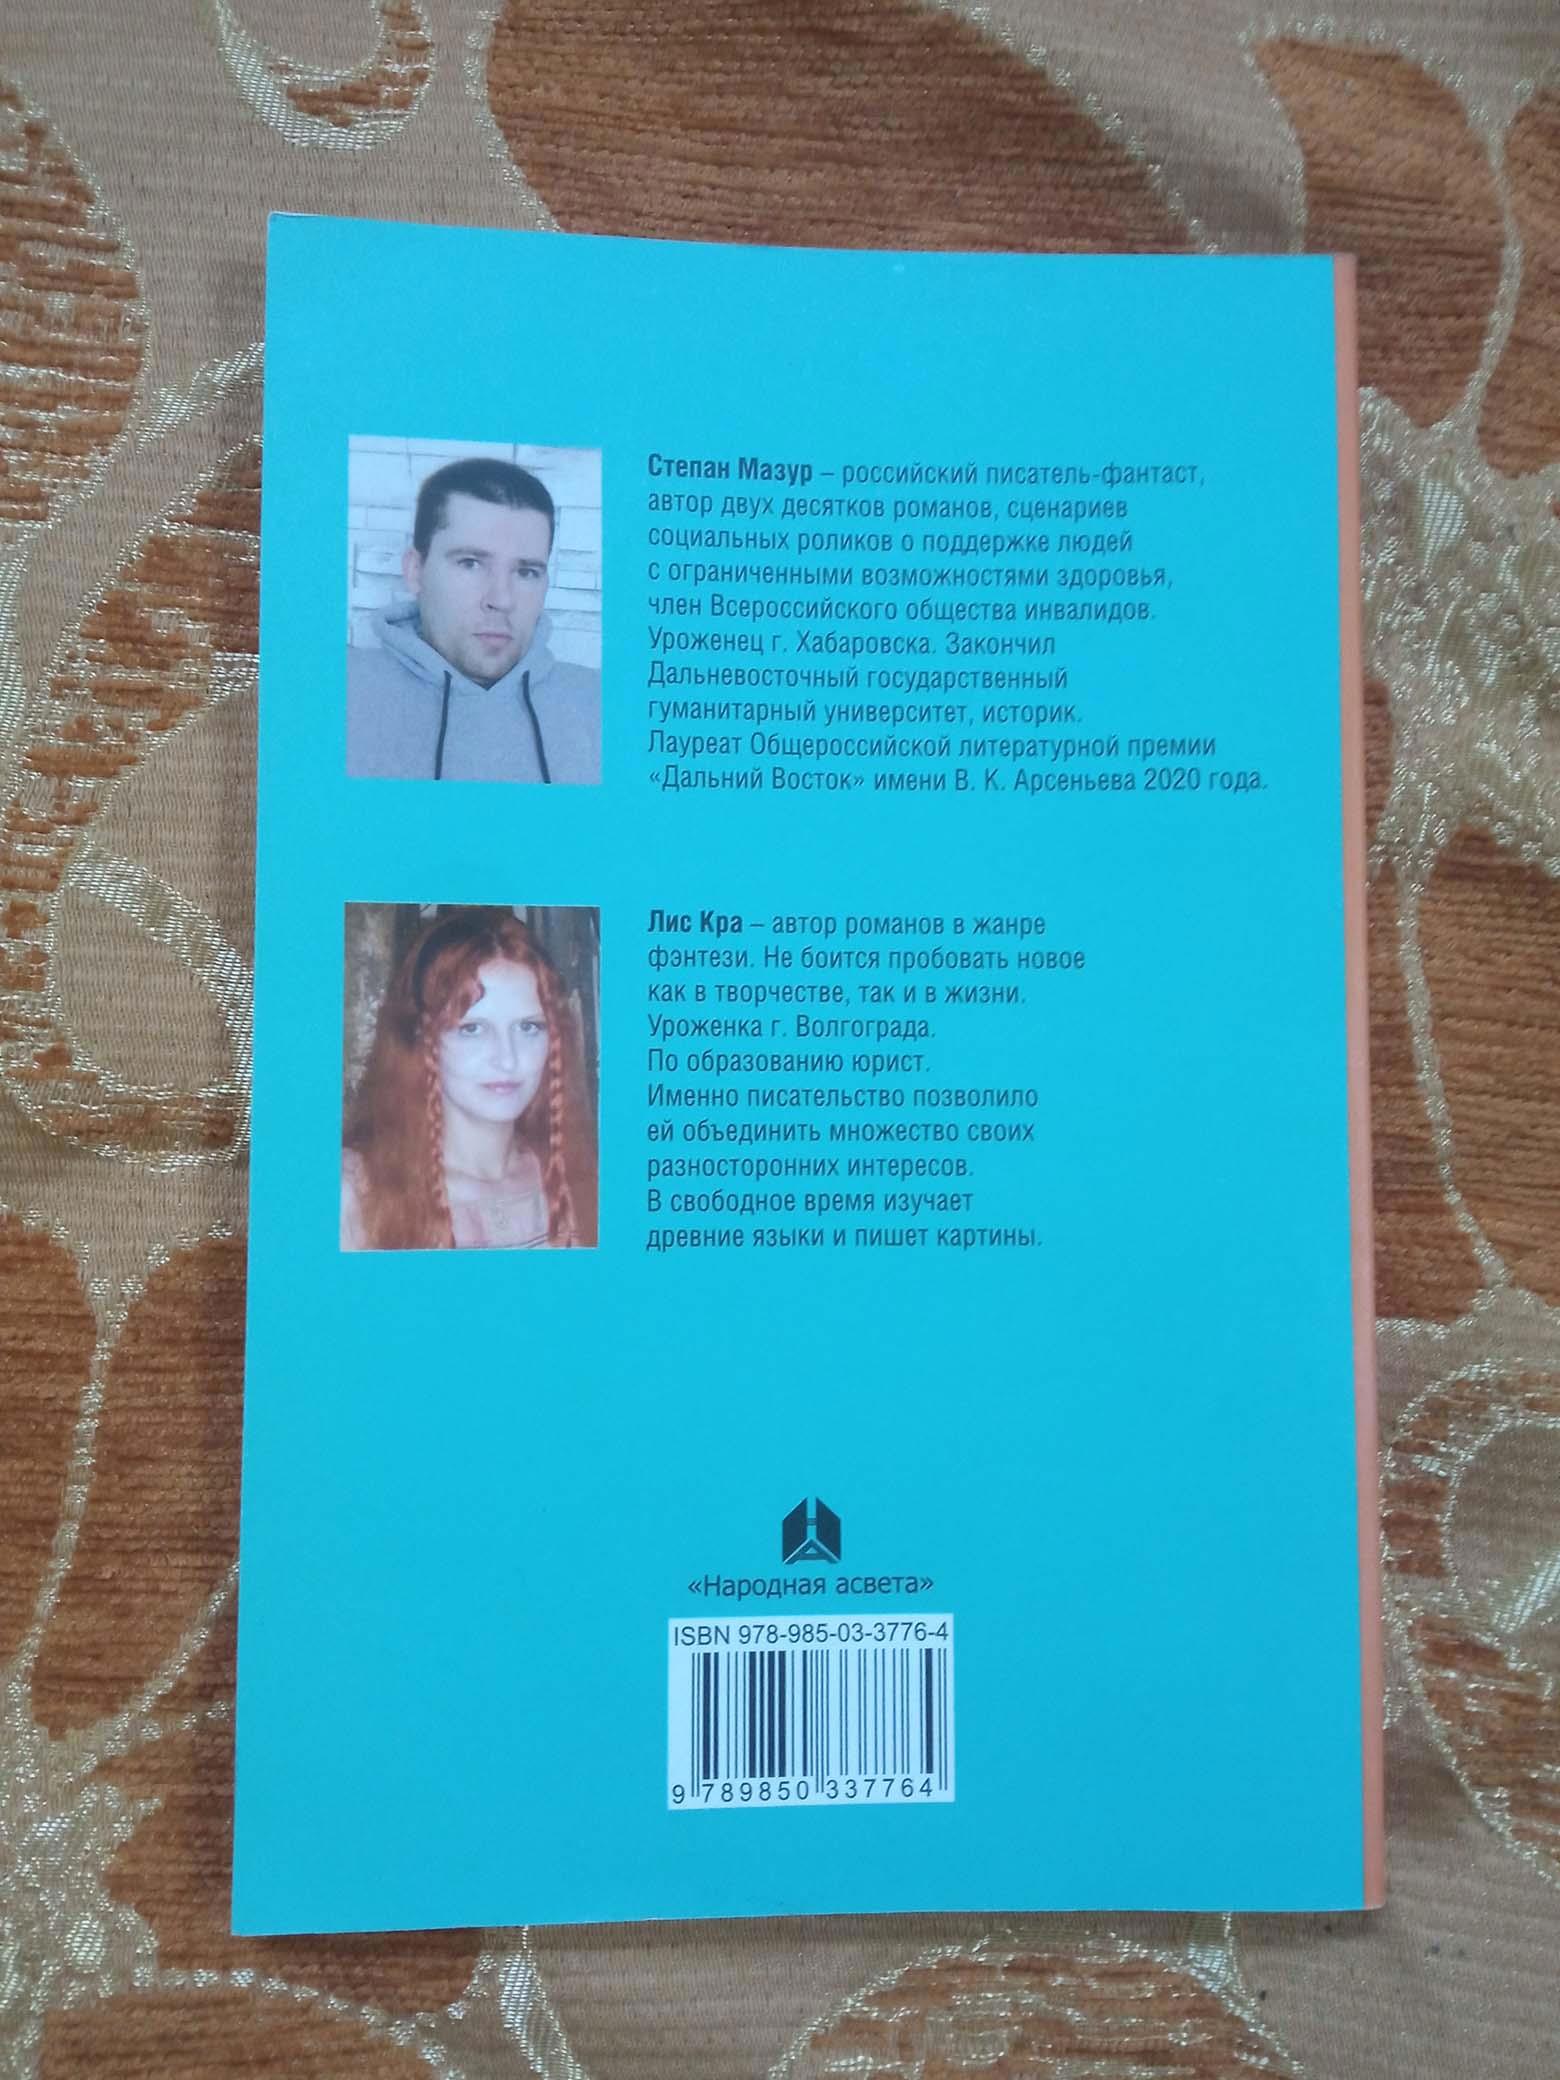 Степан Мазур – российский писатель-фантаст,
автор двух десятков романов, сценариев
социальных роликов о поддержке людей
с ограниченными возможностями здоровья,
член Всероссийского общества инвалидов.
Уроженец г. Хабаровска. Закончил
Дальневосточный государственный
гуманитарный университет, историк.
Лауреат Общероссийской литературной премии
«Дальний Восток» имени В. К. Арсеньева 2020 года.
Лис Кра – автор романов в жанре
фэнтези. Не боится пробовать новое
как в творчестве, так и в жизни.
Уроженка г. Волгограда.
По образованию юрист.
Именно писательство позволило
ей объединить множество своих
разносторонних интересов.
В свободное время изучает
древние языки и пишет картины.
«Народная асвета»
ISBN 978-985-03-3776-4
9 789850 337764